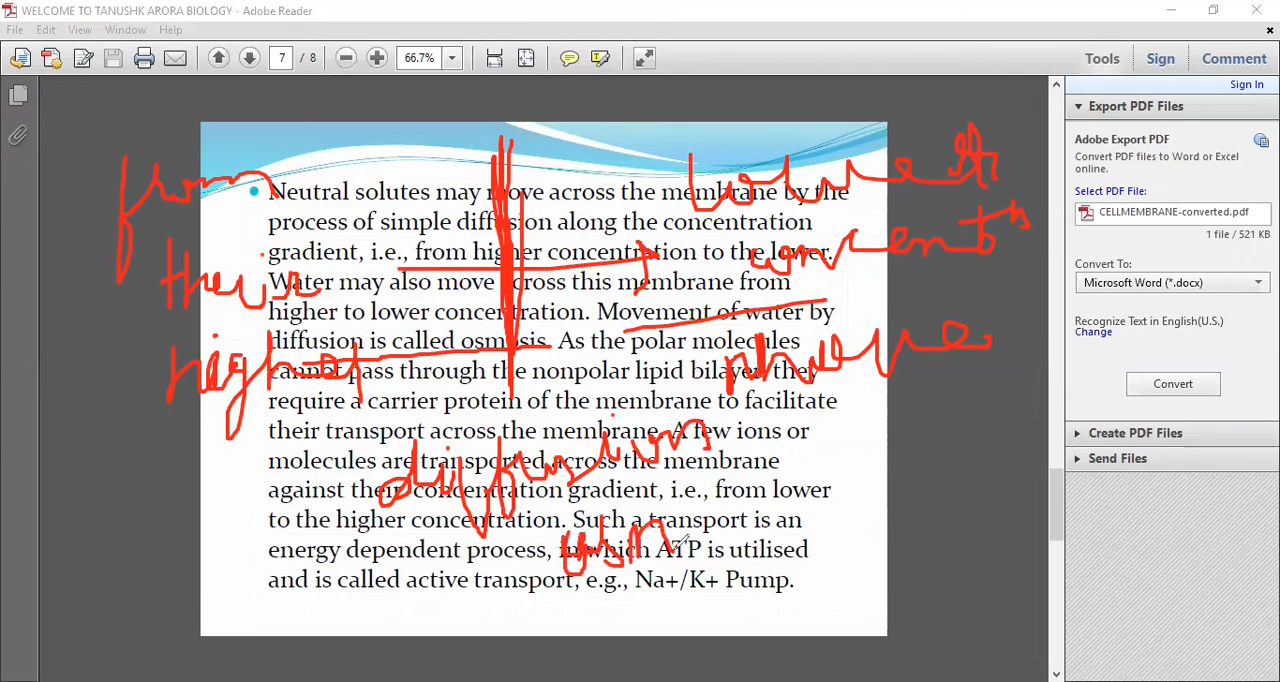 WELCOME TO TANUSHK ARORA BIOLOGY - Adobe Reader
File Edit View Window Help
7 / 8 66.7% Tools Sign Comment
Sign In
Export PDF Files
Adobe Export PDF
Convert PDF files to Word or Excel
online.
Select PDF File:
CELLMEMBRANE-converted.pdf
1 file / 521 KB
Convert To:
Microsoft Word (*.docx)
Recognize Text in English(U.S.)
Change
Convert
Create PDF Files
Send Files
• Neutral solutes may move across the membrane by the
process of simple diffusion along the concentration
gradient, i.e., from higher concentration to the lower.
Water may also move across this membrane from
higher to lower concentration. Movement of water by
diffusion is called osmosis. As the polar molecules
cannot pass through the nonpolar lipid bilayer, they
require a carrier protein of the membrane to facilitate
their transport across the membrane. A few ions or
molecules are transported across the membrane
against their concentration gradient, i.e., from lower
to the higher concentration. Such a transport is an
energy dependent process, in which ATP is utilised
and is called active transport, e.g., Na+/K+ Pump.
from
diffusion